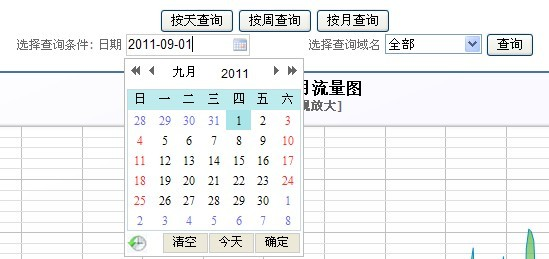 按天查询 按周查询 按月查询
选择查询条件: 日期 2011-09-01 选择查询域名 全部 查询
九月 2011
月流量图
放大]
日 一 二 三 四 五 六
28 29 30 31 1 2 3
4 5 6 7 8 9 10
11 12 13 14 15 16 17
18 19 20 21 22 23 24
25 26 27 28 29 30 1
2 3 4 5 6 7 8
清空 今天 确定